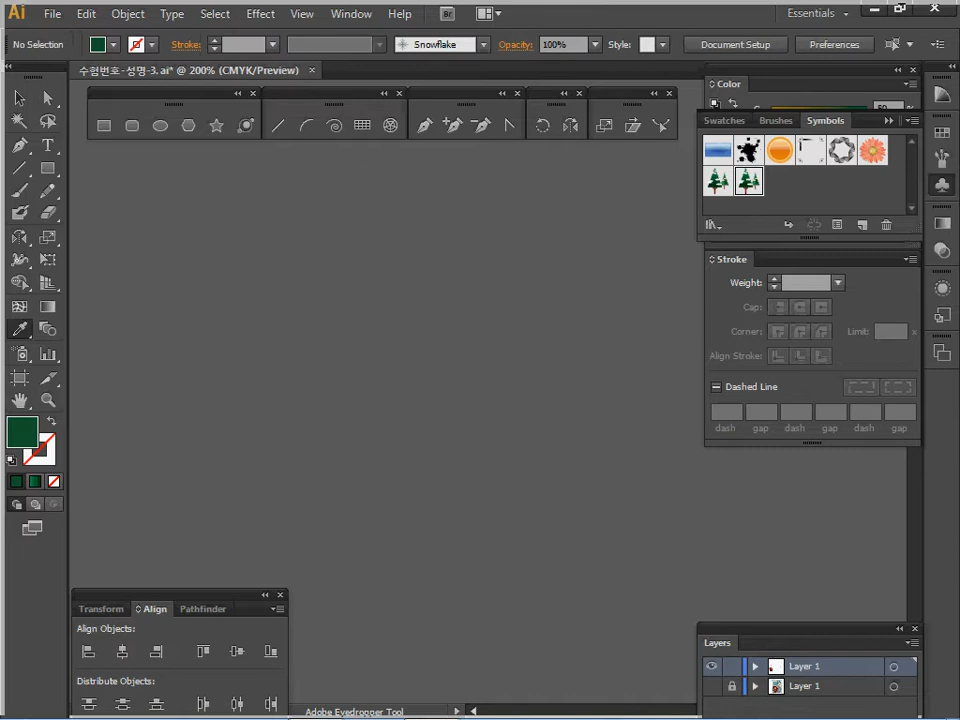 Ai File Edit Object Type Select Effect View Window Help Br Essentials
No Selection Stroke: Snowflake Opacity: 100% Style: Document Setup Preferences
수험번호-성명-3.ai* @ 200% (CMYK/Preview)
Color
Swatches Brushes Symbols
Stroke
Weight:
Cap:
Corner: Limit: x
Align Stroke:
Dashed Line
dash gap dash gap dash gap
Transform Align Pathfinder
Align Objects:
Distribute Objects:
Layers
Layer 1
Layer 1
Adobe Eyedropper Tool